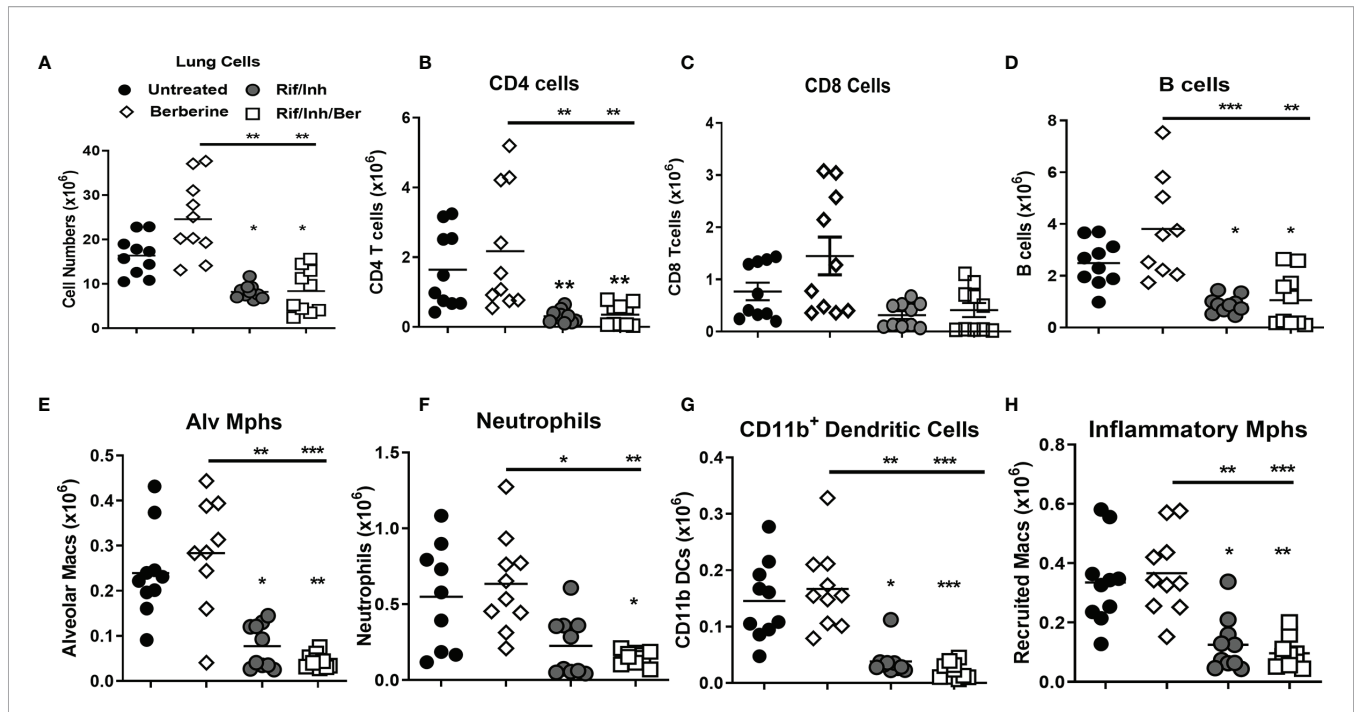 A
Lung Cells
Untreated
Rif/Inh
Berberine
Rif/Inh/Ber
** **
40
30
20
10
0
Cell Numbers (x10⁶)
* *
B
CD4 cells
** **
6
4
2
0
CD4 T cells (x10⁶)
** **
C
CD8 Cells
4
3
2
1
0
CD8 Tcells (x10⁶)
D
B cells
*** **
8
6
4
2
0
B cells (x10⁶)
* *
E
Alv Mphs
** ***
0.5
0.4
0.3
0.2
0.1
0.0
Alveolar Macs (x10⁶)
* **
F
Neutrophils
* **
1.5
1.0
0.5
0.0
Neutrophils (x10⁶)
*
G
CD11b⁺ Dendritic Cells
** ***
0.4
0.3
0.2
0.1
0.0
CD11b DCs (x10⁶)
* ***
H
Inflammatory Mphs
** ***
0.8
0.6
0.4
0.2
0.0
Recruited Macs (x10⁶)
* **